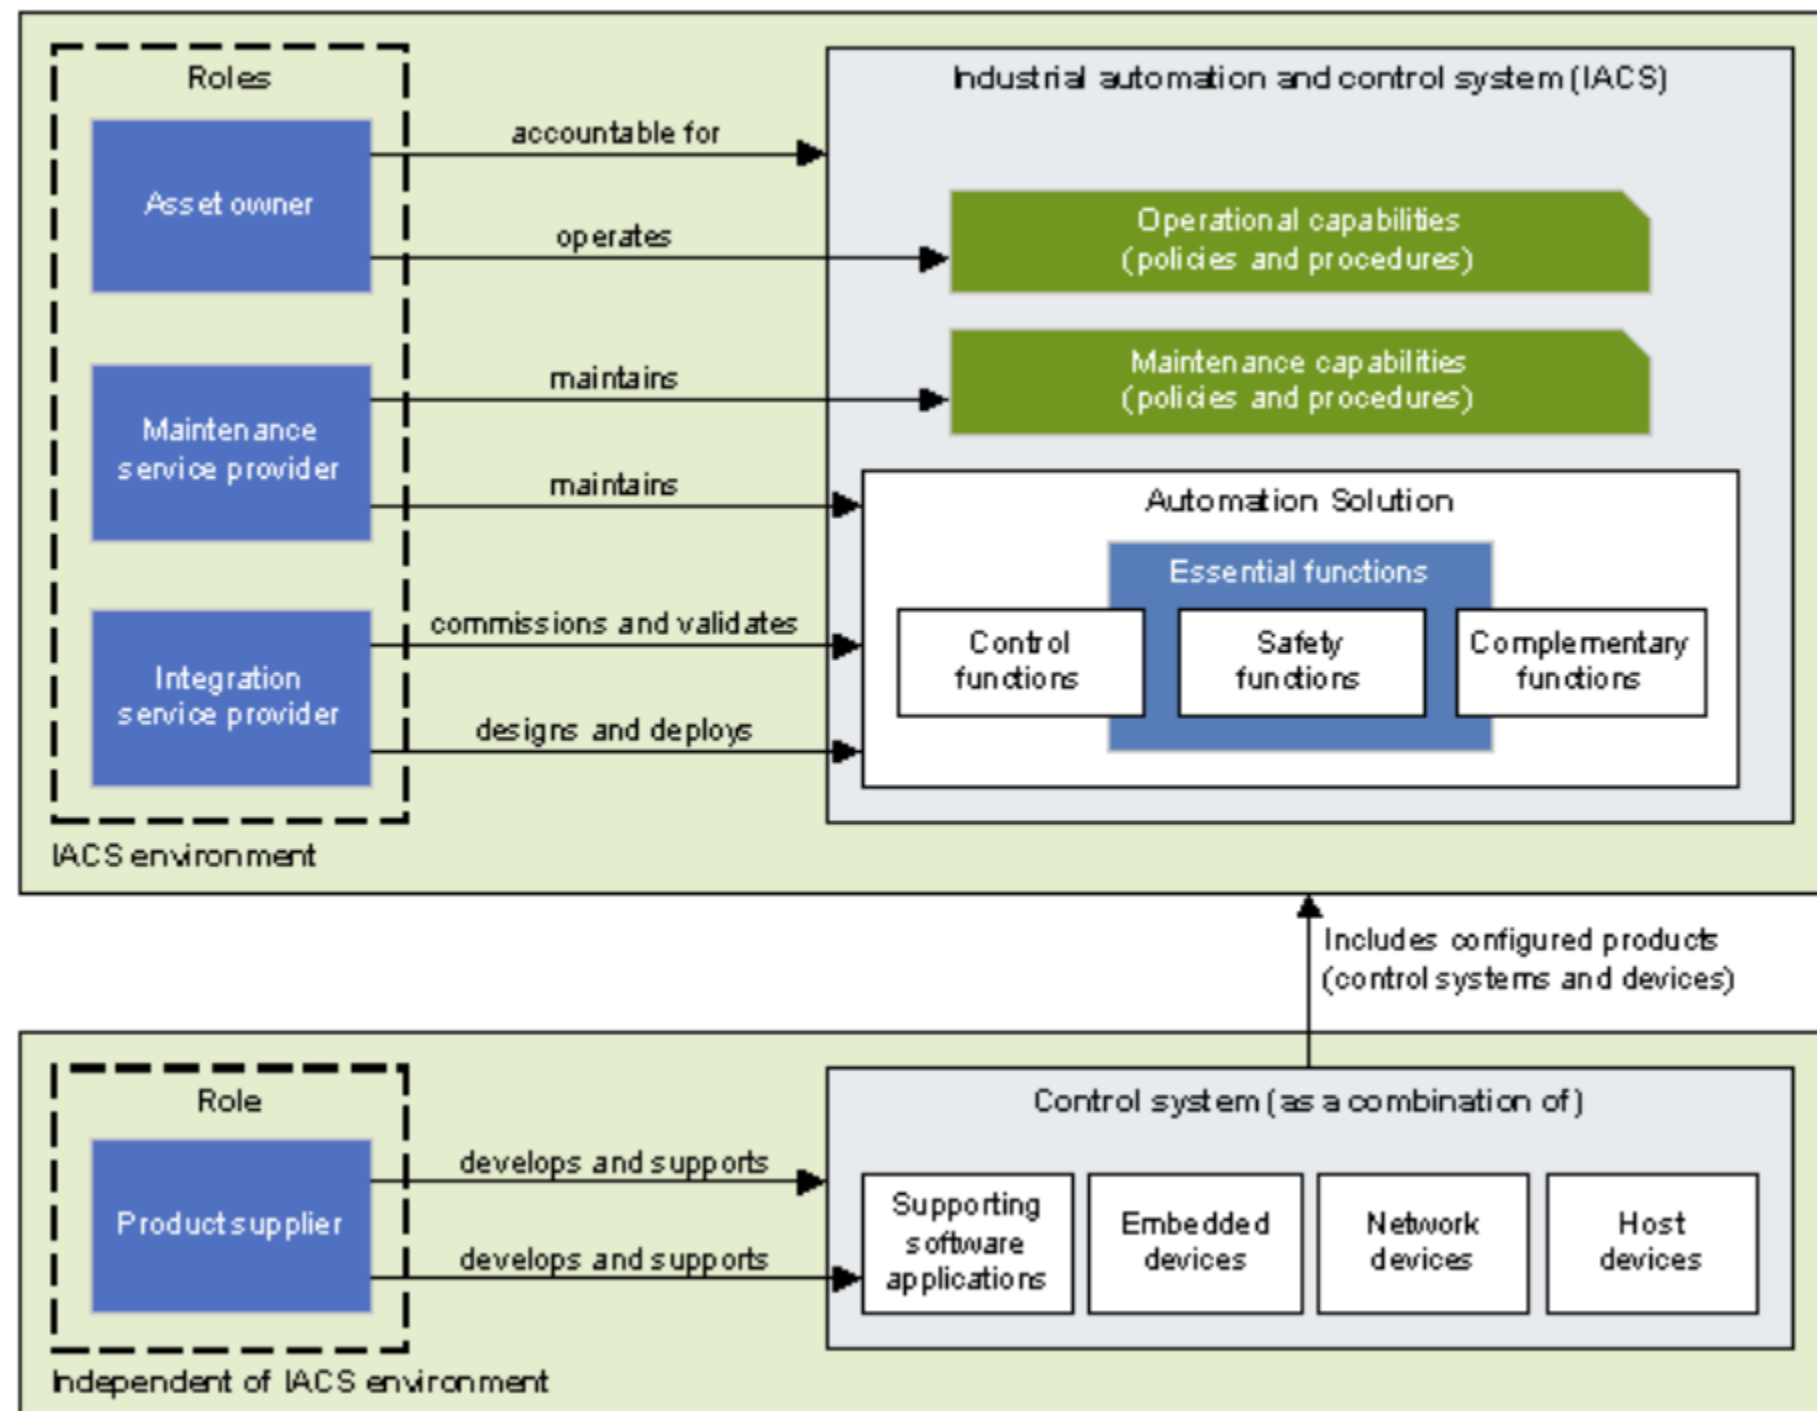 Roles
Industrial automation and control system (IACS)
Asset owner
accountable for
operates
Operational capabilities
(policies and procedures)
Maintenance
service provider
maintains
maintains
Maintenance capabilities
(policies and procedures)
Automation Solution
Essential functions
Control
functions
Safety
functions
Complementary
functions
Integration
service provider
commissions and validates
designs and deploys
IACS environment
Includes configured products
(control systems and devices)
Role
Control system (as a combination of)
Product supplier
develops and supports
develops and supports
Supporting
software
applications
Embedded
devices
Network
devices
Host
devices
Independent of IACS environment